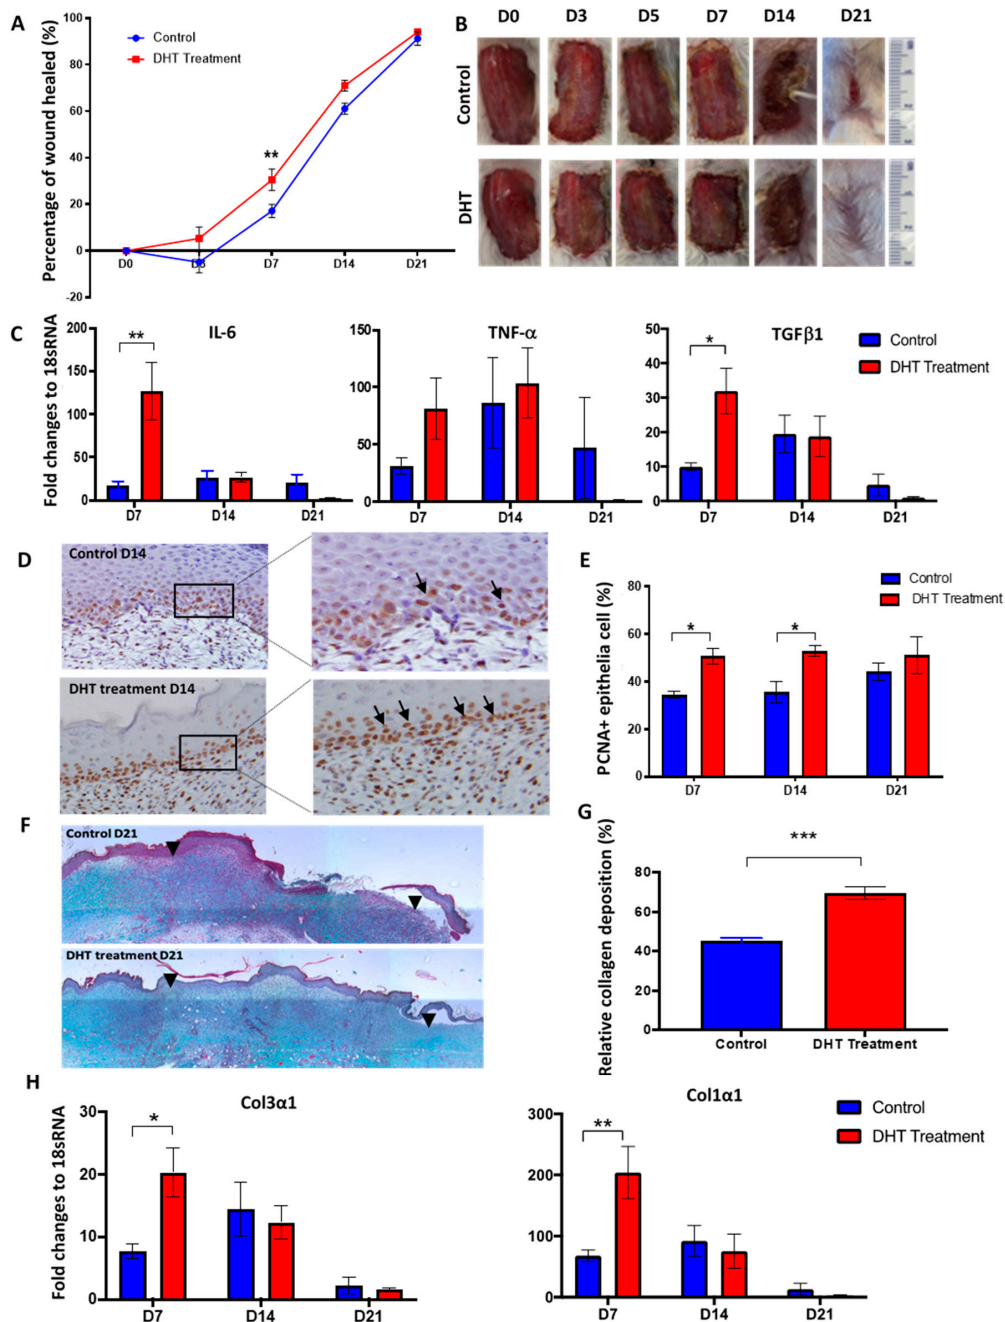 A
Percentage of wound healed (%)
100
80
60
40
20
0
-20
Control
DHT Treatment
**
D0
D7
D14
D21
B
D0 D3 D5 D7 D14 D21
Control
DHT
C
Fold changes to 18sRNA
IL-6
200
150
100
50
0
**
D7 D14 D21
TNF-α
150
100
50
0
D7 D14 D21
TGFβ1
50
40
30
20
10
0
*
D7 D14 D21
Control
DHT Treatment
D
Control D14
DHT treatment D14
E
PCNA+ epithelia cell (%)
80
60
40
20
0
*
*
D7 D14 D21
Control
DHT Treatment
F
Control D21
DHT treatment D21
G
Relative collagen deposition (%)
80
60
40
20
0
***
Control DHT Treatment
H
Fold changes to 18sRNA
Col3α1
30
20
10
0
*
D7 D14 D21
Col1α1
300
200
100
0
**
D7 D14 D21
Control
DHT Treatment